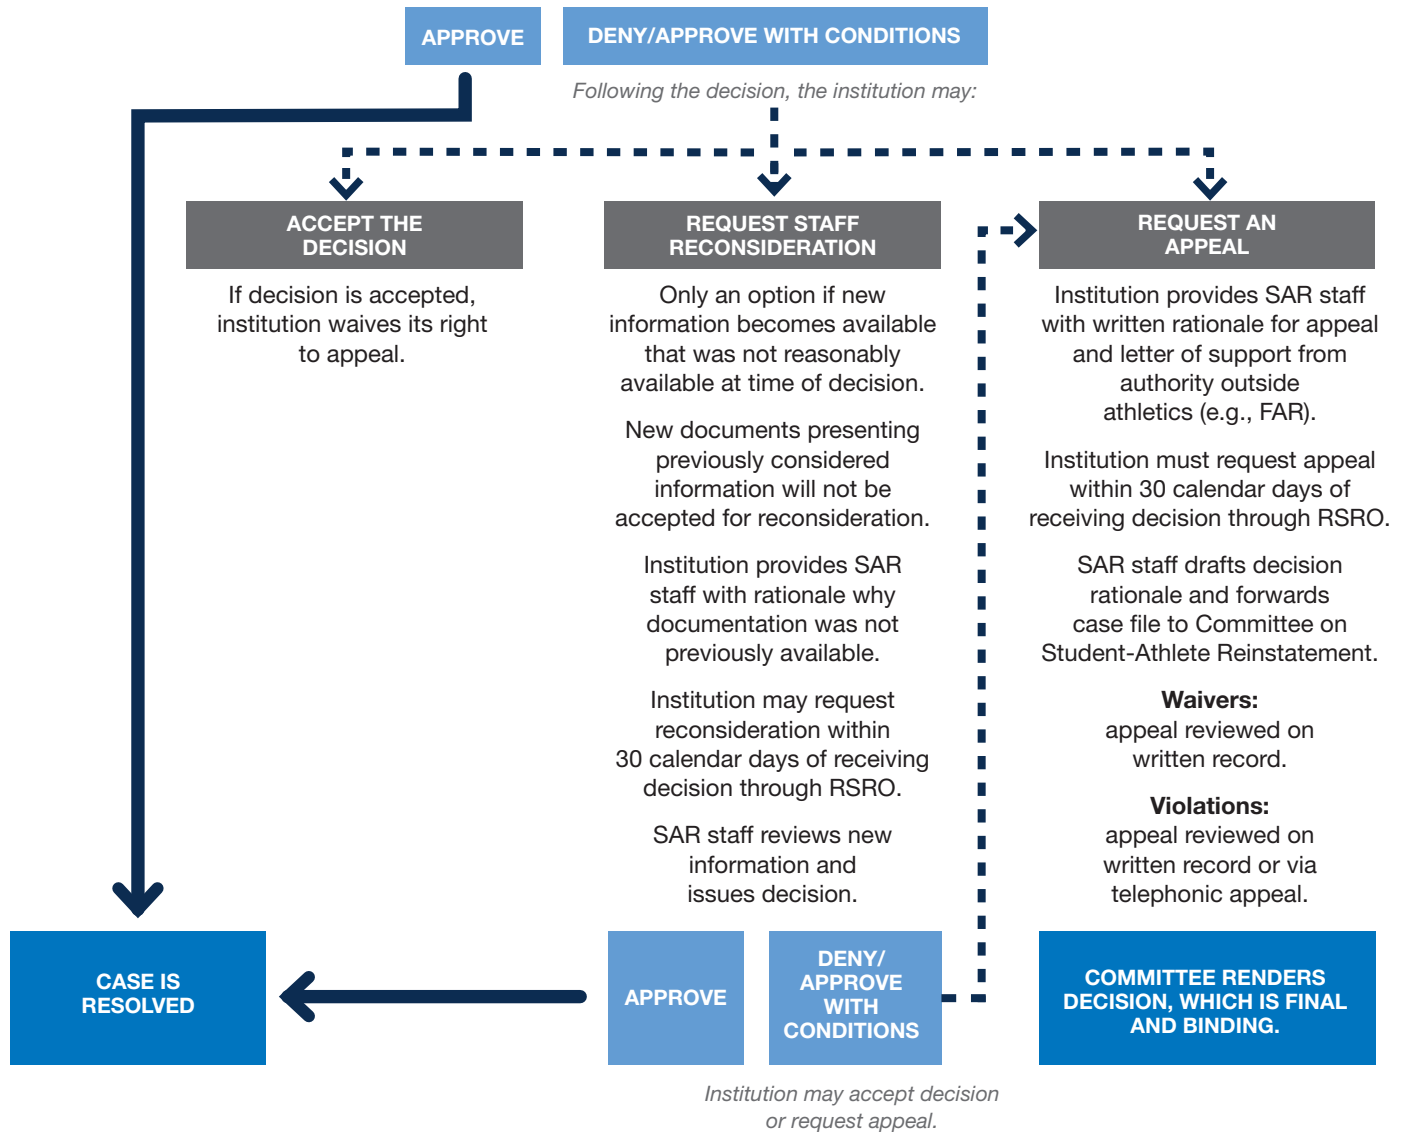 APPROVE
DENY/APPROVE WITH CONDITIONS
Following the decision, the institution may:
ACCEPT THE
DECISION
If decision is accepted,
institution waives its right
to appeal.
REQUEST STAFF
RECONSIDERATION
Only an option if new
information becomes available
that was not reasonably
available at time of decision.
New documents presenting
previously considered
information will not be
accepted for reconsideration.
Institution provides SAR
staff with rationale why
documentation was not
previously available.
Institution may request
reconsideration within
30 calendar days of receiving
decision through RSRO.
SAR staff reviews new
information and
issues decision.
REQUEST AN
APPEAL
Institution provides SAR staff
with written rationale for appeal
and letter of support from
authority outside
athletics (e.g., FAR).
Institution must request appeal
within 30 calendar days of
receiving decision through RSRO.
SAR staff drafts decision
rationale and forwards
case file to Committee on
Student-Athlete Reinstatement.
Waivers:
appeal reviewed on
written record.
Violations:
appeal reviewed on
written record or via
telephonic appeal.
CASE IS
RESOLVED
APPROVE
DENY/
APPROVE
WITH
CONDITIONS
COMMITTEE RENDERS
DECISION, WHICH IS FINAL
AND BINDING.
Institution may accept decision
or request appeal.